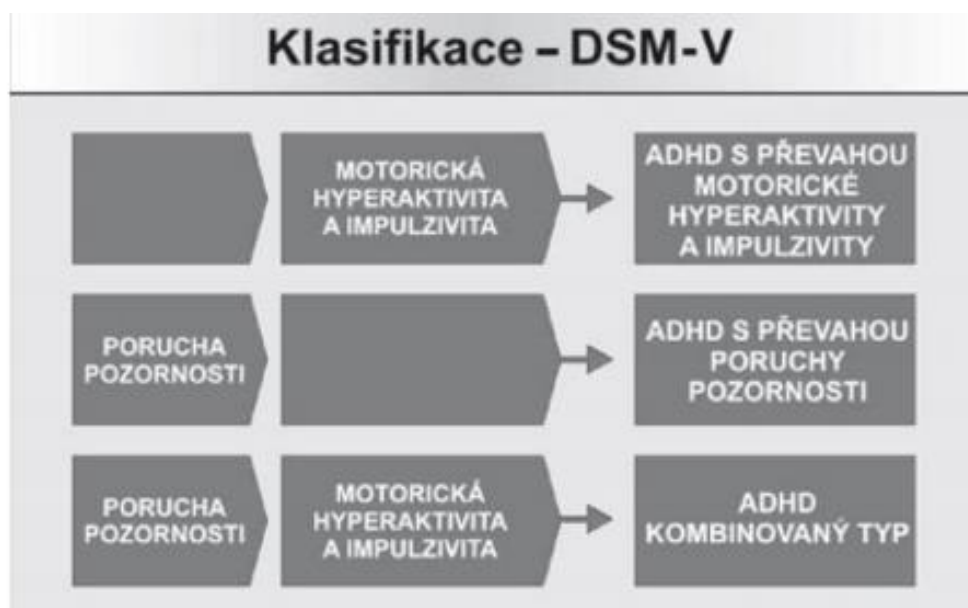 Klasifikace – DSM-V
MOTORICKÁ
HYPERAKTIVITA
A IMPULZIVITA
ADHD S PŘEVAHOU
MOTORICKÉ
HYPERAKTIVITY
A IMPULZIVITY
PORUCHA
POZORNOSTI
ADHD S PŘEVAHOU
PORUCHY
POZORNOSTI
PORUCHA
POZORNOSTI
MOTORICKÁ
HYPERAKTIVITA
A IMPULZIVITA
ADHD
KOMBINOVANÝ TYP